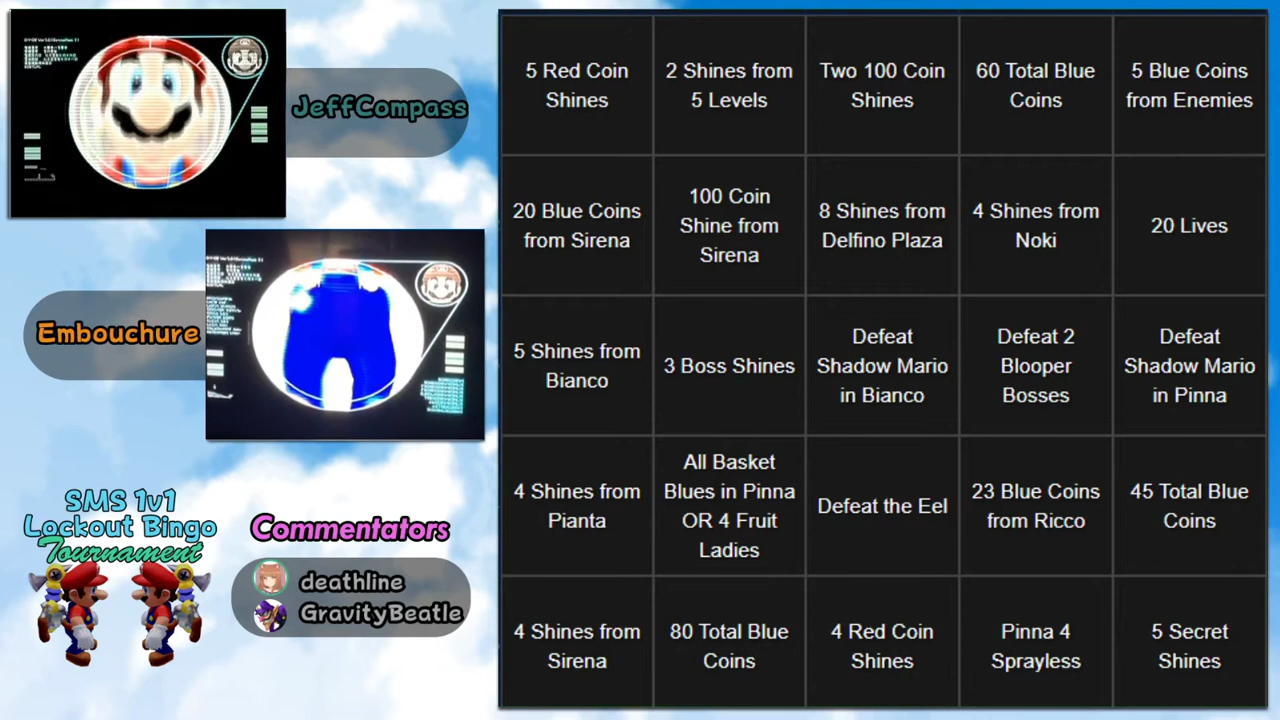 JeffCompass
Embouchure
SMS 1v1
Lockout Bingo
Tournament
Commentators
deathline
GravityBeatle
5 Red Coin
Shines
2 Shines from
5 Levels
Two 100 Coin
Shines
60 Total Blue
Coins
5 Blue Coins
from Enemies
20 Blue Coins
from Sirena
100 Coin
Shine from
Sirena
8 Shines from
Delfino Plaza
4 Shines from
Noki
20 Lives
5 Shines from
Bianco
3 Boss Shines
Defeat
Shadow Mario
in Bianco
Defeat 2
Blooper
Bosses
Defeat
Shadow Mario
in Pinna
4 Shines from
Pianta
All Basket
Blues in Pinna
OR 4 Fruit
Ladies
Defeat the Eel
23 Blue Coins
from Ricco
45 Total Blue
Coins
4 Shines from
Sirena
80 Total Blue
Coins
4 Red Coin
Shines
Pinna 4
Sprayless
5 Secret
Shines